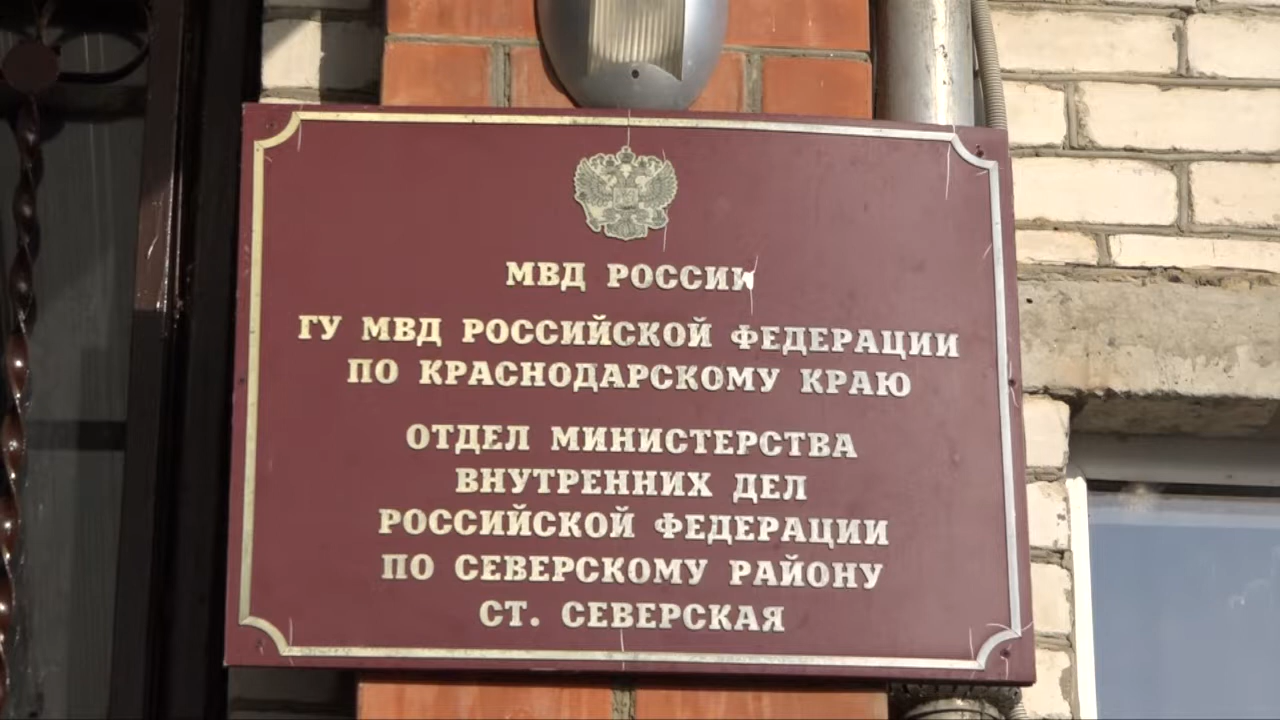 МВД РОССИИ
ГУ МВД РОССИЙСКОЙ ФЕДЕРАЦИИ
ПО КРАСНОДАРСКОМУ КРАЮ
ОТДЕЛ МИНИСТЕРСТВА
ВНУТРЕННИХ ДЕЛ
РОССИЙСКОЙ ФЕДЕРАЦИИ
ПО СЕВЕРСКОМУ РАЙОНУ
СТ. СЕВЕРСКАЯ